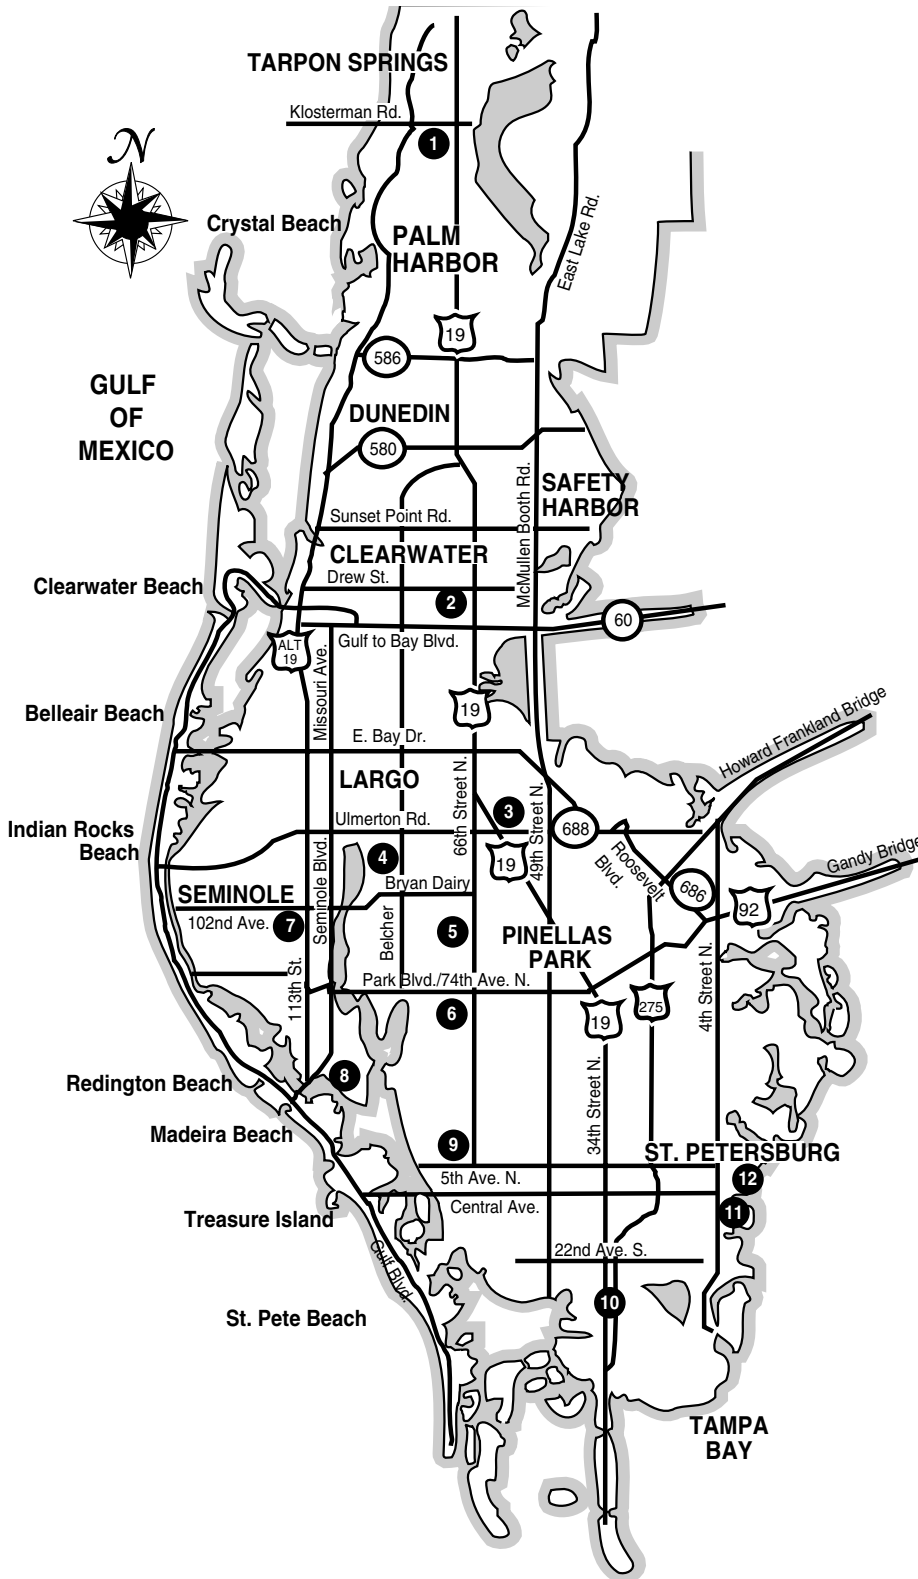 TARPON SPRINGS
Klosterman Rd.
1
N
Crystal Beach
PALM
HARBOR
East Lake Rd.
19
586
GULF
OF
MEXICO
DUNEDIN
580
SAFETY
HARBOR
McMullen Booth Rd.
Sunset Point Rd.
CLEARWATER
Drew St.
Clearwater Beach
2
60
Gulf to Bay Blvd.
ALT
19
Missouri Ave.
19
Belleair Beach
E. Bay Dr.
Howard Frankland Bridge
LARGO
66th Street N.
49th Street N.
3
Ulmerton Rd.
688
Indian Rocks
Beach
4
19
Roosevelt
Blvd.
Gandy Bridge
Bryan Dairy
686
SEMINOLE
Seminole Blvd.
92
102nd Ave.
7
Belcher
5
PINELLAS
PARK
113th St.
Park Blvd./74th Ave. N.
4th Street N.
6
19
275
Redington Beach
8
34th Street N.
Madeira Beach
9
ST. PETERSBURG
5th Ave. N.
12
Central Ave.
11
Treasure Island
22nd Ave. S.
Gulf Blvd.
10
St. Pete Beach
TAMPA
BAY